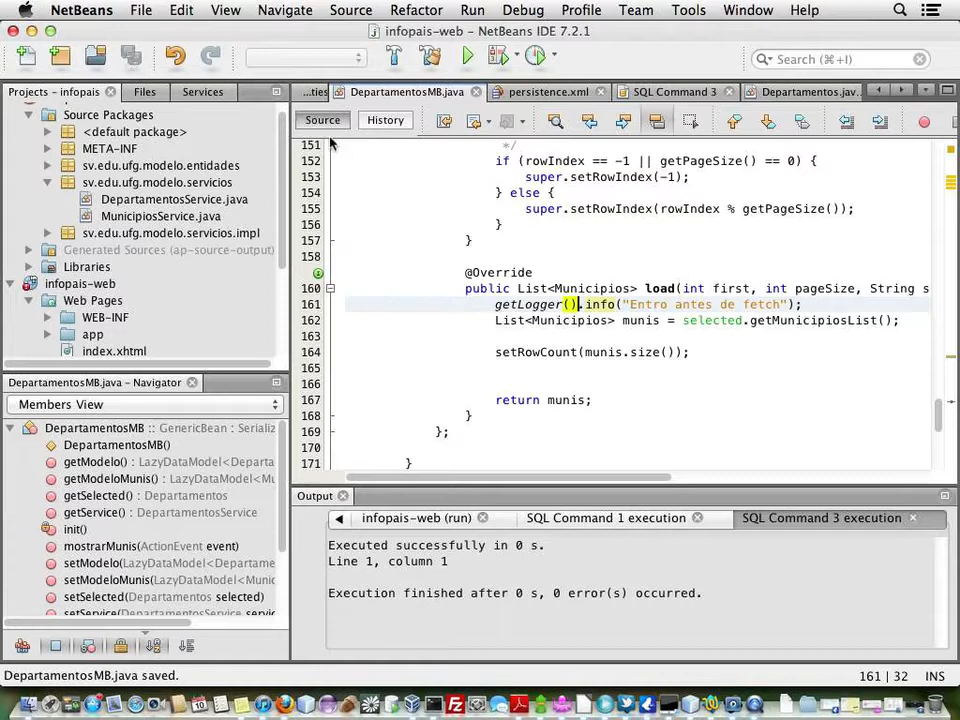 NetBeans File Edit View Navigate Source Refactor Run Debug Profile Team Tools Window Help
infopais-web - NetBeans IDE 7.2.1
Search (⌘+I)
Projects - infopais Files Services
...ties DepartamentosMB.java persistence.xml SQL Command 3 Departamentos.jav...
Source History
Source Packages
<default package>
META-INF
sv.edu.ufg.modelo.entidades
sv.edu.ufg.modelo.servicios
DepartamentosService.java
MunicipiosService.java
sv.edu.ufg.modelo.servicios.impl
Generated Sources (ap-source-output)
Libraries
infopais-web
Web Pages
WEB-INF
app
index.xhtml
151 */
152 if (rowIndex == -1 || getPageSize() == 0) {
153 super.setRowIndex(-1);
154 } else {
155 super.setRowIndex(rowIndex % getPageSize());
156 }
157 }
158
159 @Override
160 public List<Municipios> load(int first, int pageSize, String s
161 getLogger().info("Entro antes de fetch");
162 List<Municipios> munis = selected.getMunicipiosList();
164 setRowCount(munis.size());
165
166
167 return munis;
168 }
169 };
170
171 }
DepartamentosMB.java - Navigator
Members View
DepartamentosMB :: GenericBean : Serializ
DepartamentosMB()
getModelo() : LazyDataModel<Departa
getModeloMunis() : LazyDataModel<Mu
getSelected() : Departamentos
getService() : DepartamentosService
init()
mostrarMunis(ActionEvent event)
setModelo(LazyDataModel<Departame
setModeloMunis(LazyDataModel<Munic
setSelected(Departamentos selected)
setService(DepartamentosService servic
Output
infopais-web (run) SQL Command 1 execution SQL Command 3 execution
Executed successfully in 0 s.
Line 1, column 1
Execution finished after 0 s, 0 error(s) occurred.
DepartamentosMB.java saved.
161 | 32 INS